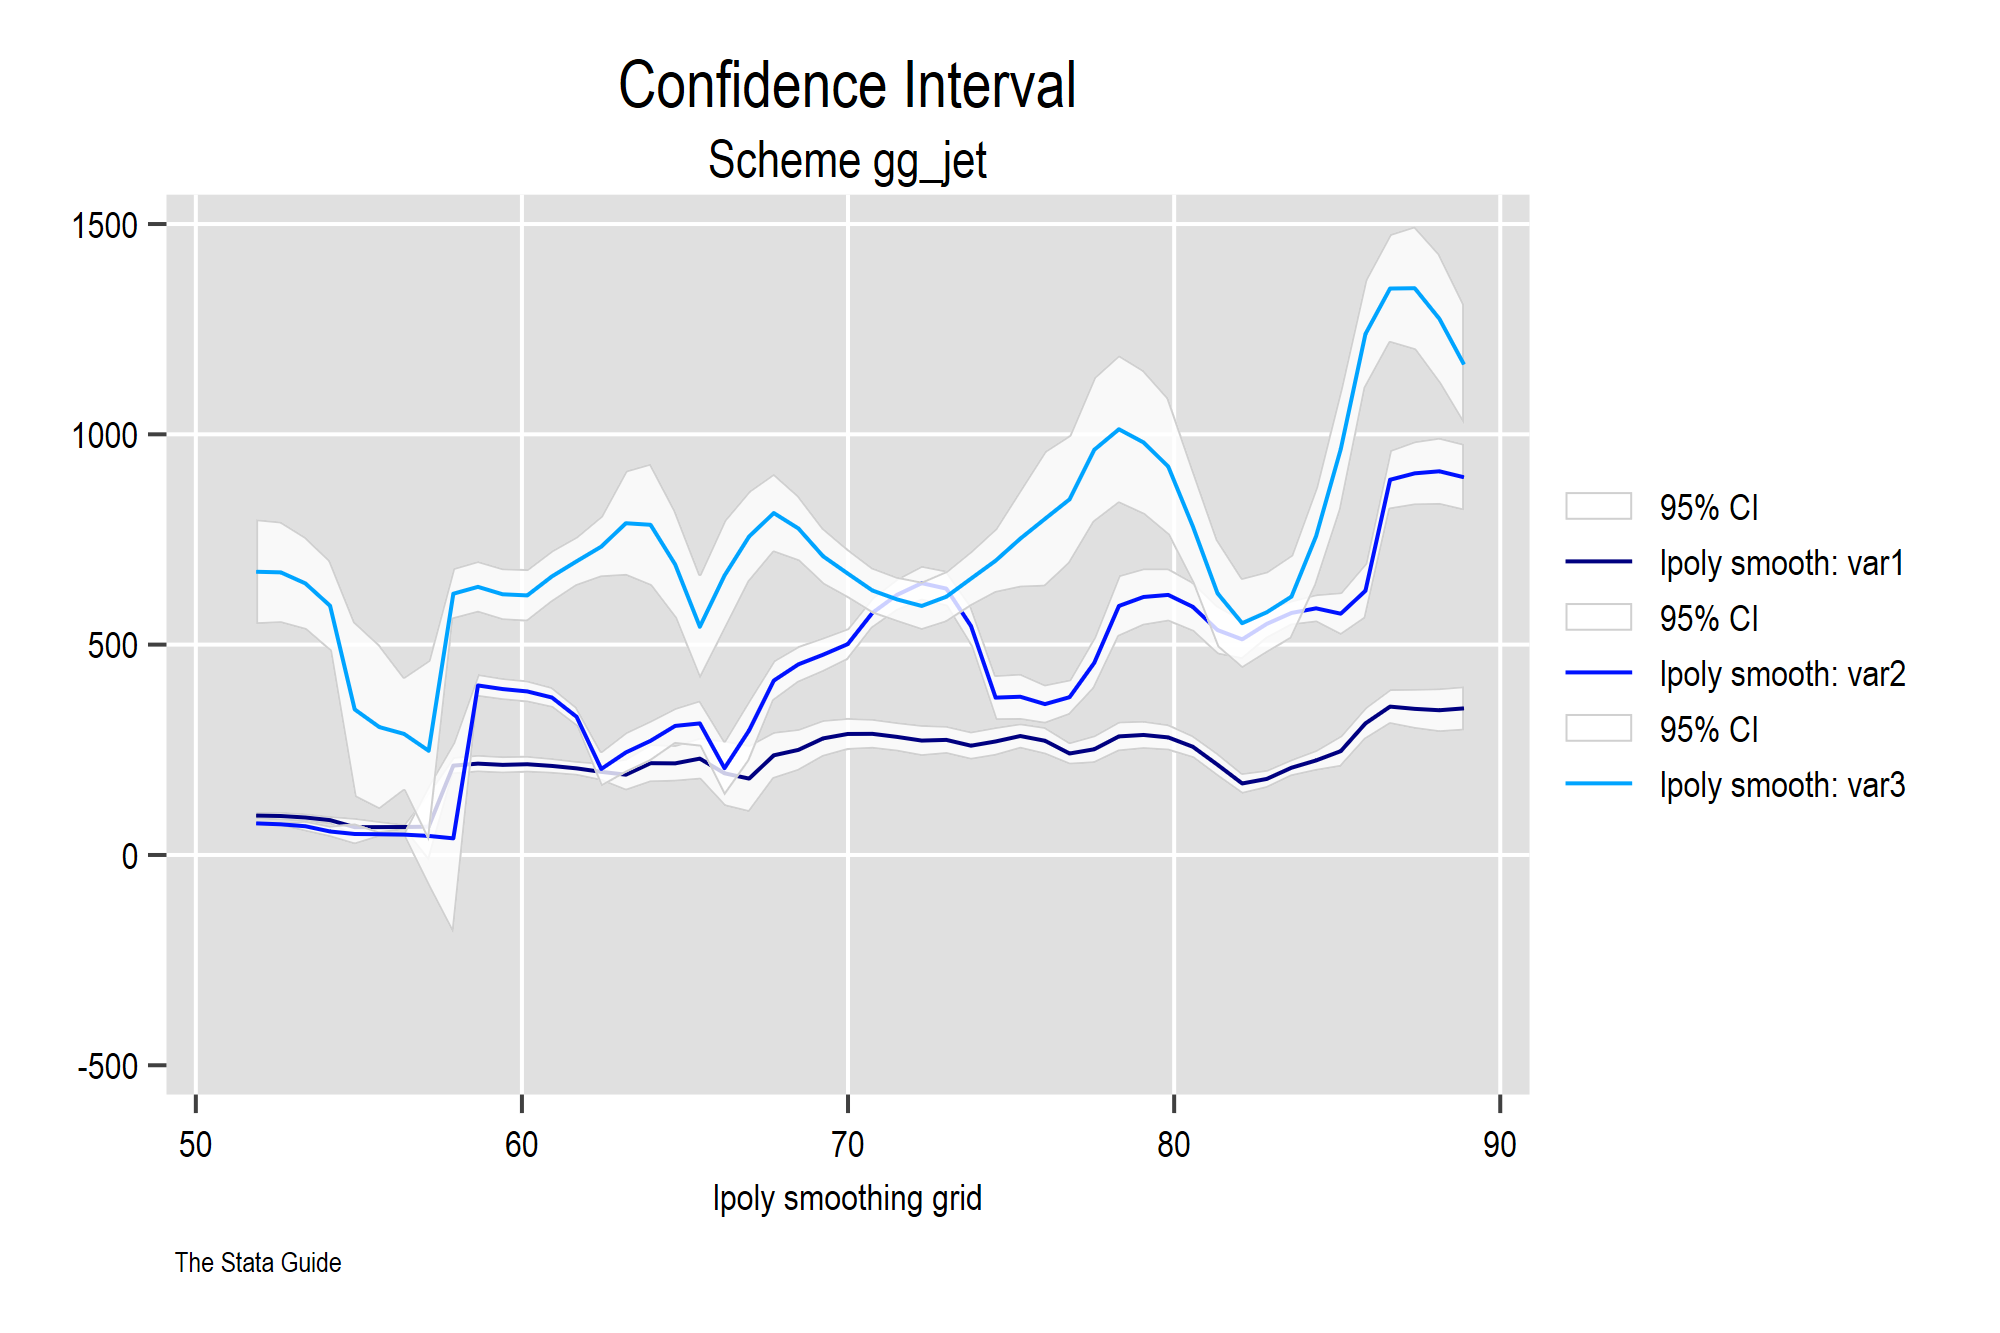 Confidence Interval
Scheme gg_jet
1500
1000
500
0
-500
50 60 70 80 90
lpoly smoothing grid
95% CI
lpoly smooth: var1
95% CI
lpoly smooth: var2
95% CI
lpoly smooth: var3
The Stata Guide